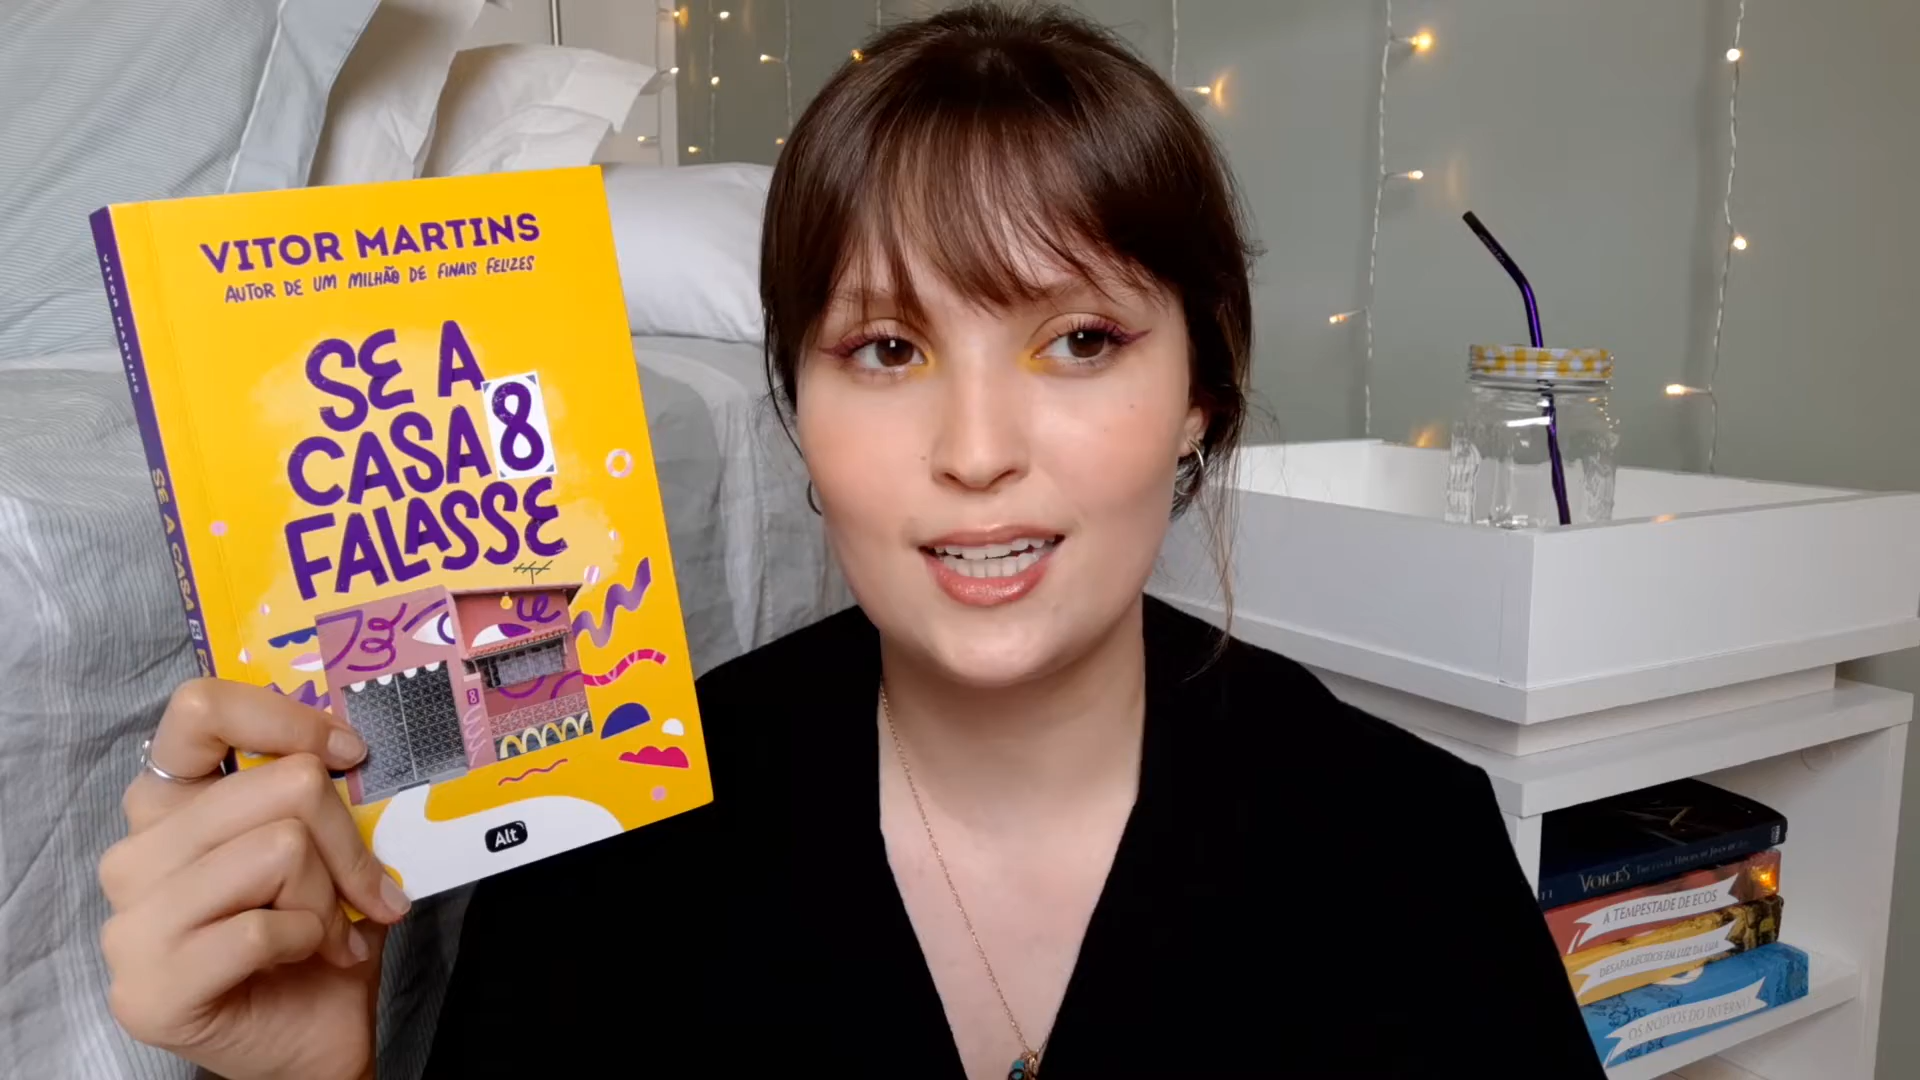 VITOR MARTINS
AUTOR DE UM MILHÃO DE FINAIS FELIZES
SE A
CASA 8
FALASSE
8
Alt
VITOR MARTINS
SE A CASA 8
VOICES
A TEMPESTADE DE ECOS
DESAPARECIDOS EM LUZ DA LUA
OS NOIVOS DO INVERNO